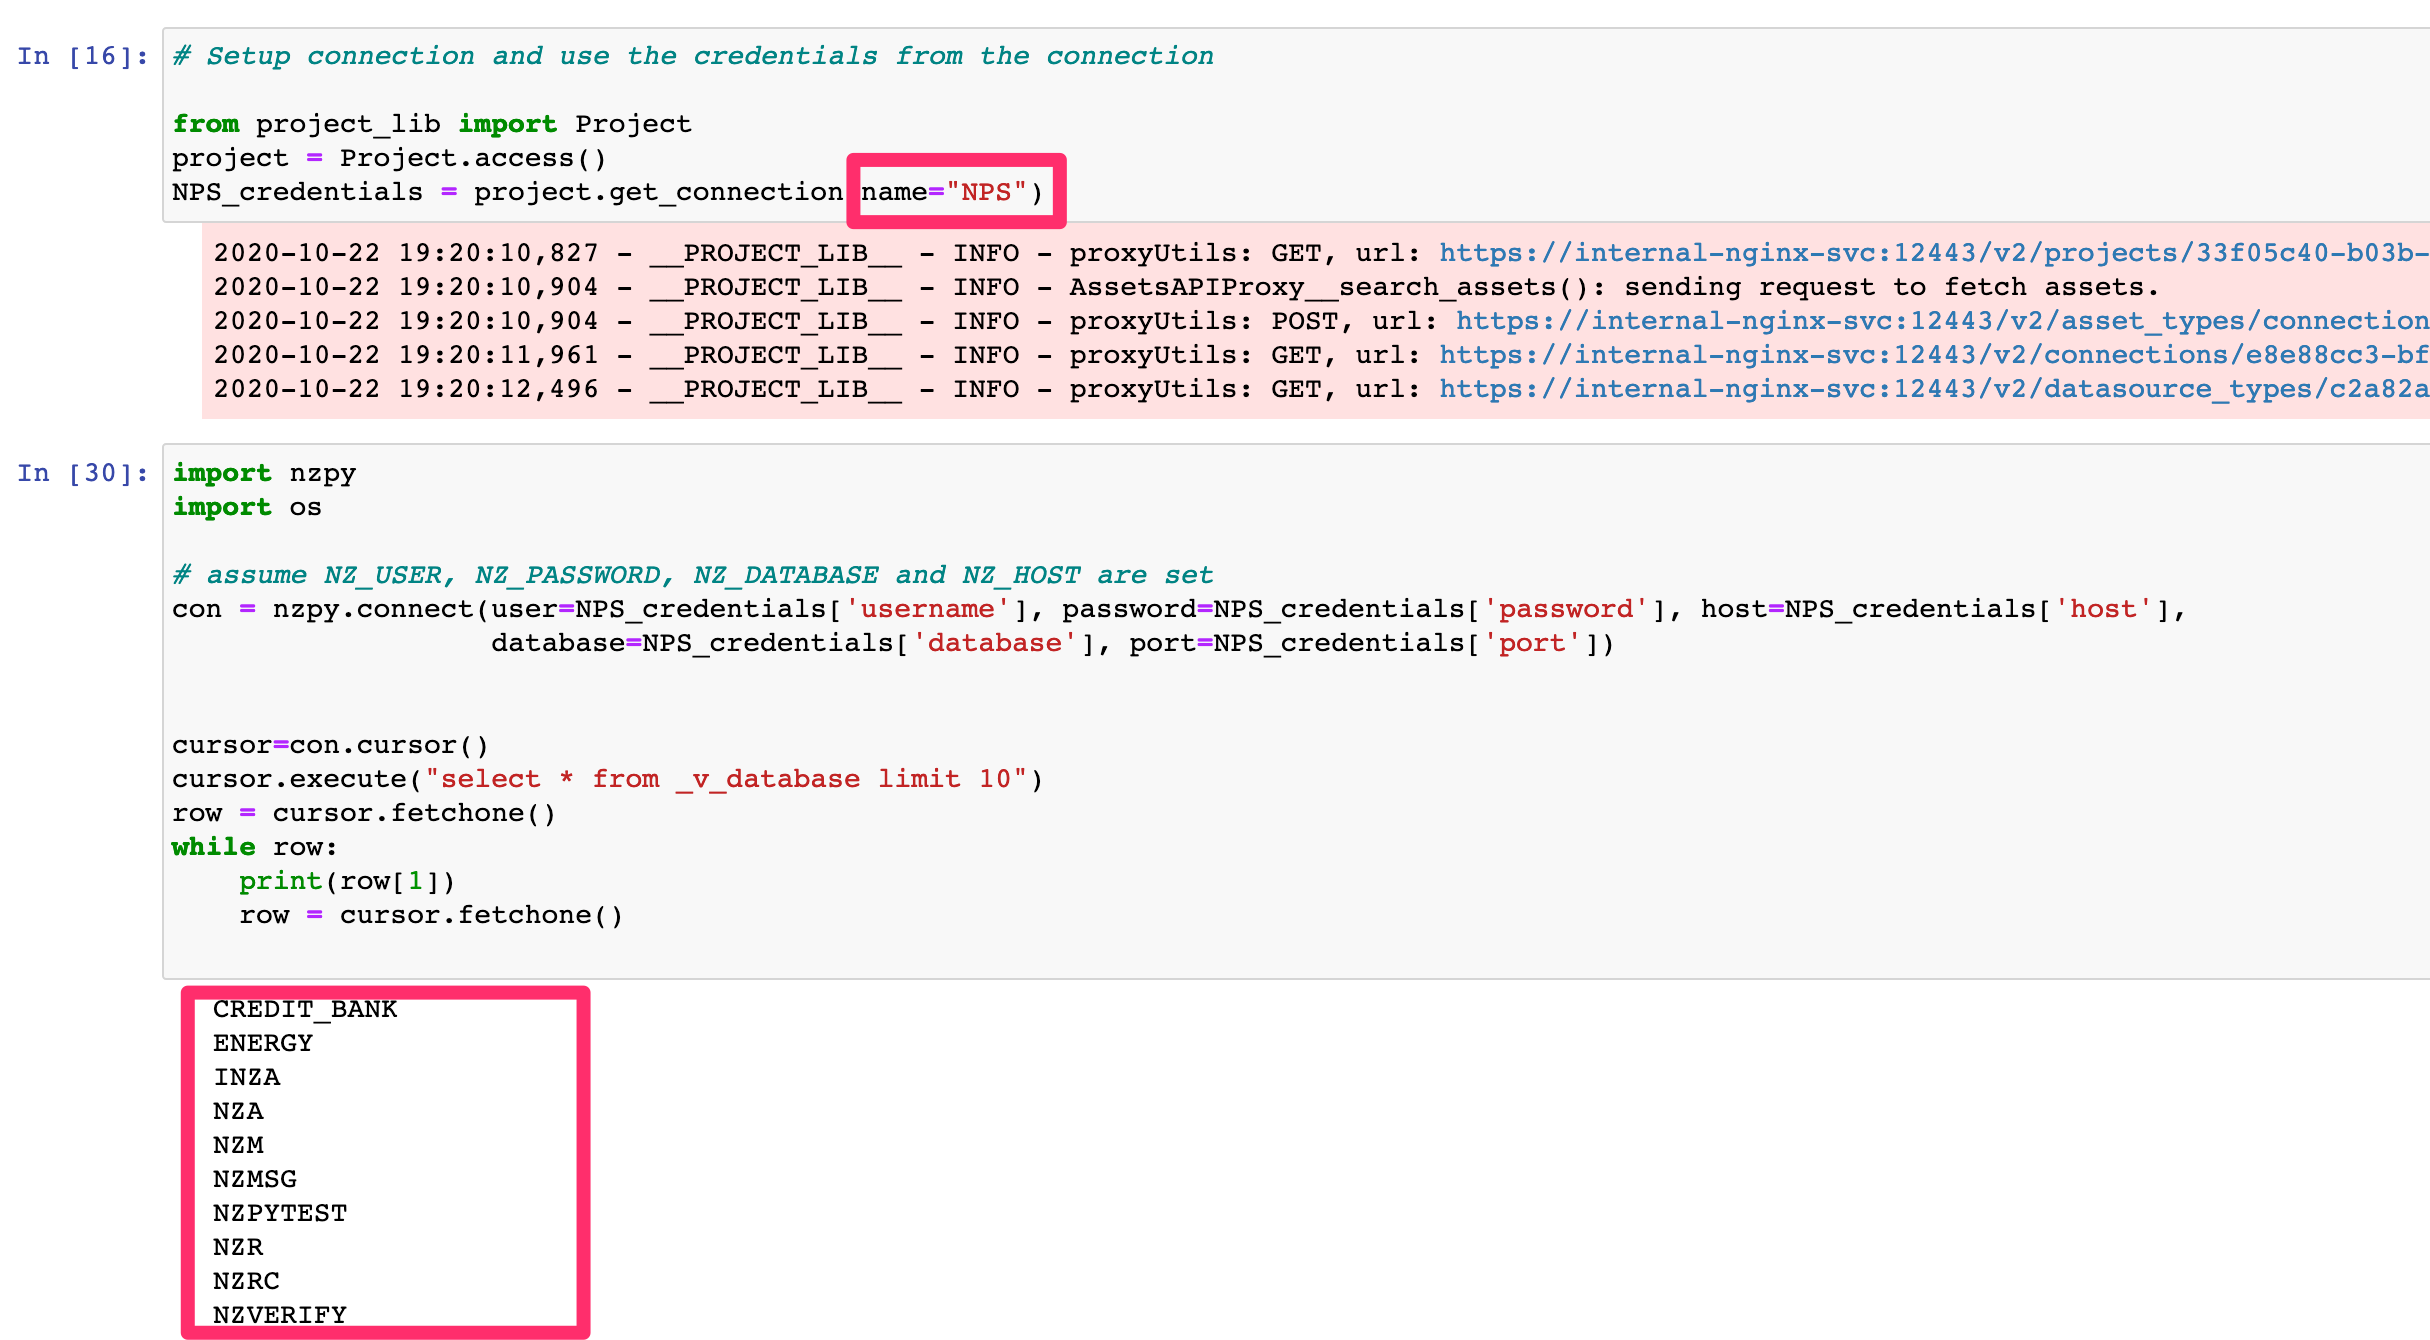 In [16]: # Setup connection and use the credentials from the connection
from project_lib import Project
project = Project.access()
NPS_credentials = project.get_connection name="NPS")
2020-10-22 19:20:10,827 - __PROJECT_LIB__ - INFO - proxyUtils: GET, url: https://internal-nginx-svc:12443/v2/projects/33f05c40-b03b-
2020-10-22 19:20:10,904 - __PROJECT_LIB__ - INFO - AssetsAPIProxy__search_assets(): sending request to fetch assets.
2020-10-22 19:20:10,904 - __PROJECT_LIB__ - INFO - proxyUtils: POST, url: https://internal-nginx-svc:12443/v2/asset_types/connection
2020-10-22 19:20:11,961 - __PROJECT_LIB__ - INFO - proxyUtils: GET, url: https://internal-nginx-svc:12443/v2/connections/e8e88cc3-bf
2020-10-22 19:20:12,496 - __PROJECT_LIB__ - INFO - proxyUtils: GET, url: https://internal-nginx-svc:12443/v2/datasource_types/c2a82a
In [30]: import nzpy
import os
# assume NZ_USER, NZ_PASSWORD, NZ_DATABASE and NZ_HOST are set
con = nzpy.connect(user=NPS_credentials['username'], password=NPS_credentials['password'], host=NPS_credentials['host'],
database=NPS_credentials['database'], port=NPS_credentials['port'])
cursor=con.cursor()
cursor.execute("select * from _v_database limit 10")
row = cursor.fetchone()
while row:
print(row[1])
row = cursor.fetchone()
CREDIT_BANK
ENERGY
INZA
NZA
NZM
NZMSG
NZPYTEST
NZR
NZRC
NZVERIFY